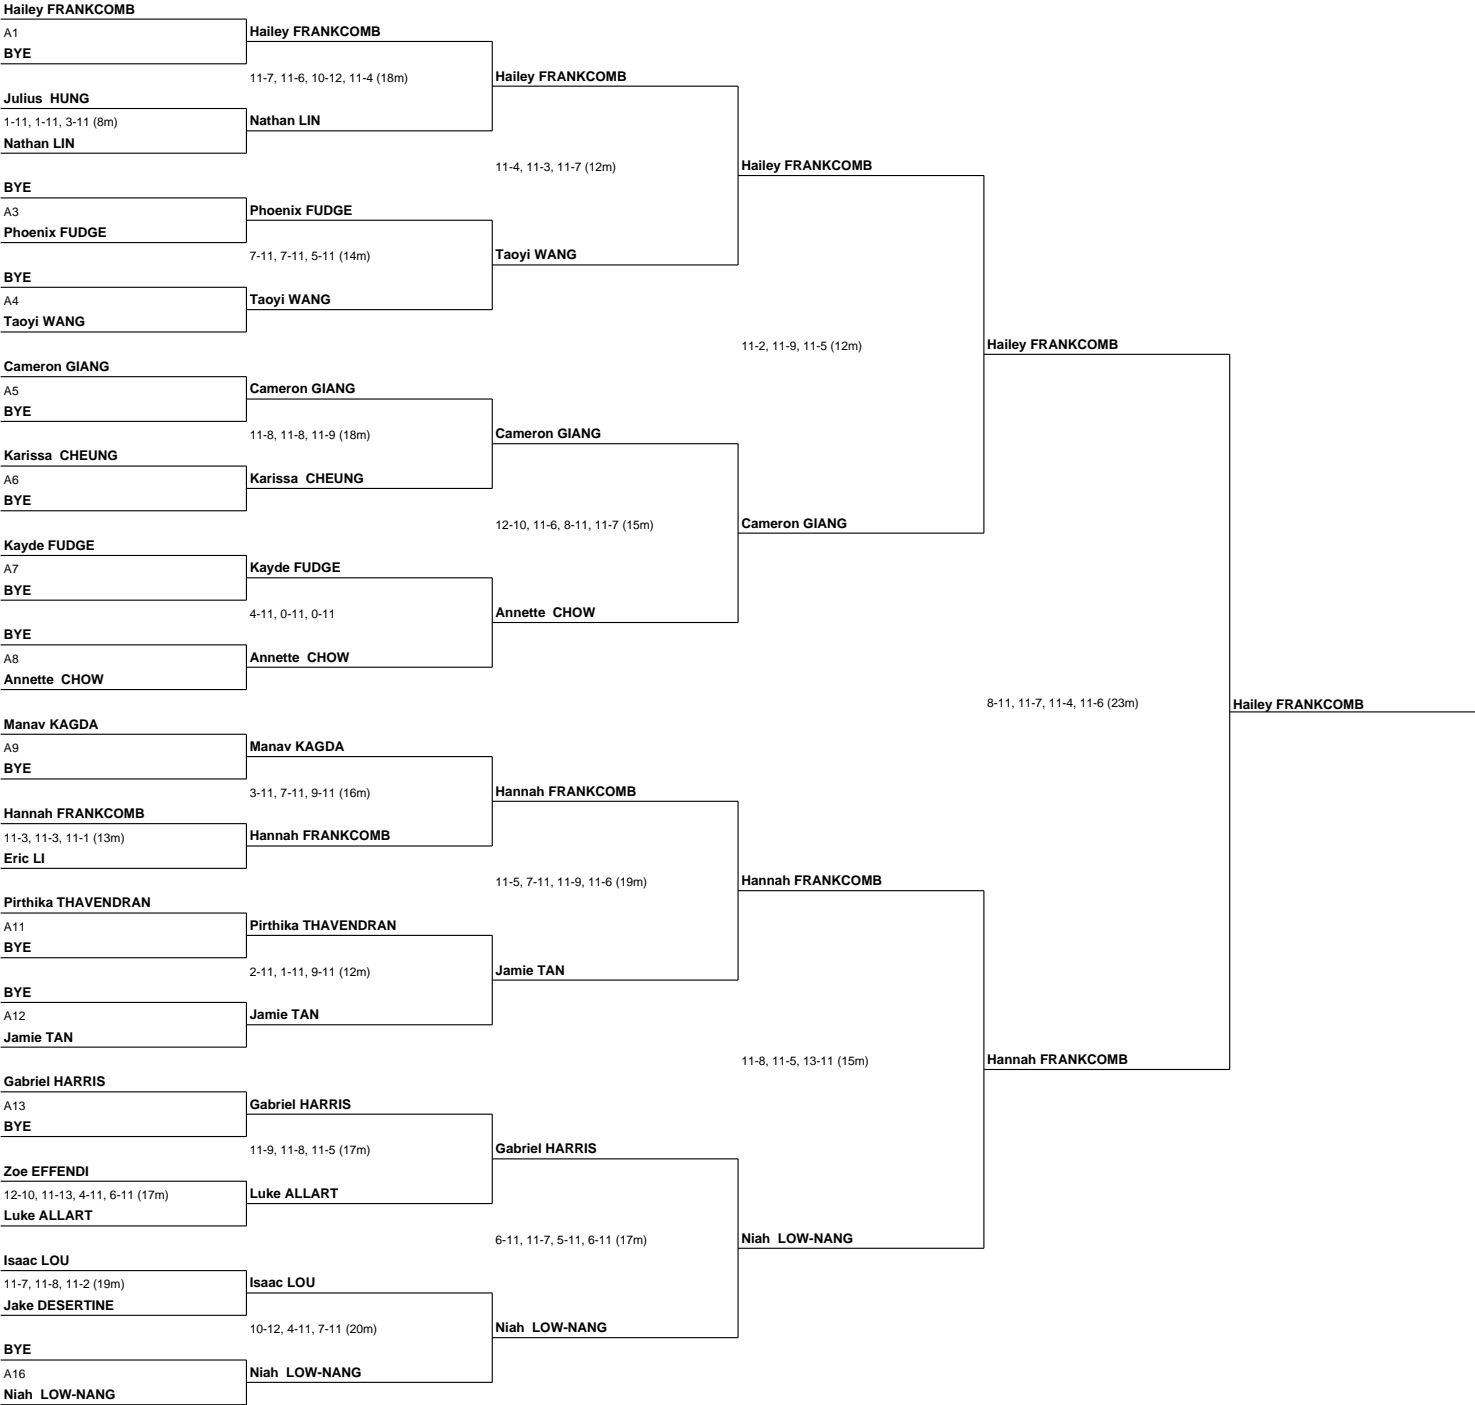 Hailey FRANKCOMB
A1
BYE
Julius  HUNG
1-11, 1-11, 3-11 (8m)
Nathan LIN
BYE
A3
Phoenix FUDGE
BYE
A4
Taoyi WANG
Cameron GIANG
A5
BYE
Karissa  CHEUNG
A6
BYE
Kayde FUDGE
A7
BYE
BYE
A8
Annette  CHOW
Manav KAGDA
A9
BYE
Hannah FRANKCOMB
11-3, 11-3, 11-1 (13m)
Eric LI
Pirthika THAVENDRAN
A11
BYE
BYE
A12
Jamie TAN
Gabriel HARRIS
A13
BYE
Zoe EFFENDI
12-10, 11-13, 4-11, 6-11 (17m)
Luke ALLART
Isaac LOU
11-7, 11-8, 11-2 (19m)
Jake DESERTINE
BYE
A16
Niah  LOW-NANG
Hailey FRANKCOMB
11-7, 11-6, 10-12, 11-4 (18m)
Nathan LIN
Phoenix FUDGE
7-11, 7-11, 5-11 (14m)
Taoyi WANG
Cameron GIANG
11-8, 11-8, 11-9 (18m)
Karissa  CHEUNG
Kayde FUDGE
4-11, 0-11, 0-11
Annette  CHOW
Manav KAGDA
3-11, 7-11, 9-11 (16m)
Hannah FRANKCOMB
Pirthika THAVENDRAN
2-11, 1-11, 9-11 (12m)
Jamie TAN
Gabriel HARRIS
11-9, 11-8, 11-5 (17m)
Luke ALLART
Isaac LOU
10-12, 4-11, 7-11 (20m)
Niah  LOW-NANG
Hailey FRANKCOMB
11-4, 11-3, 11-7 (12m)
Taoyi WANG
Cameron GIANG
12-10, 11-6, 8-11, 11-7 (15m)
Annette  CHOW
Hannah FRANKCOMB
11-5, 7-11, 11-9, 11-6 (19m)
Jamie TAN
Gabriel HARRIS
6-11, 11-7, 5-11, 6-11 (17m)
Niah  LOW-NANG
Hailey FRANKCOMB
11-2, 11-9, 11-5 (12m)
Cameron GIANG
Hannah FRANKCOMB
11-8, 11-5, 13-11 (15m)
Niah  LOW-NANG
Hailey FRANKCOMB
8-11, 11-7, 11-4, 11-6 (23m)
Hannah FRANKCOMB
Hailey FRANKCOMB